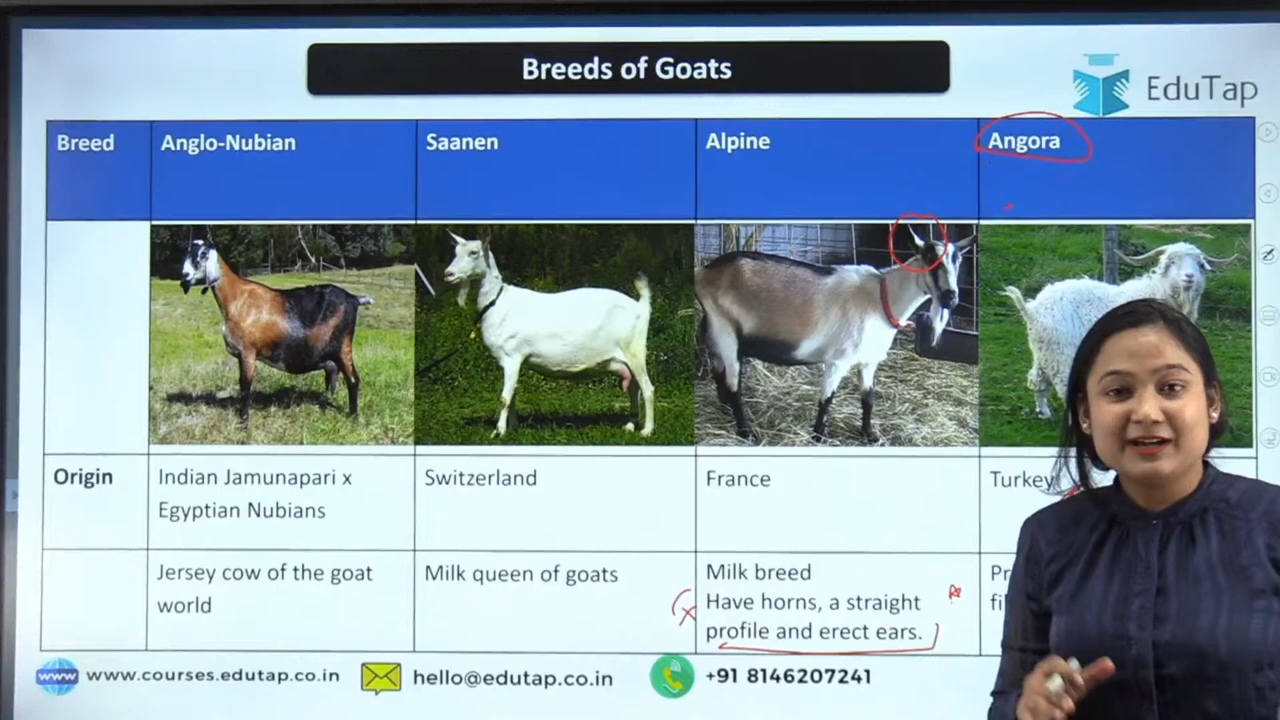 Breeds of Goats
EduTap
Breed Anglo-Nubian Saanen Alpine Angora
Origin Indian Jamunapari x Switzerland France Turkey
Egyptian Nubians
Jersey cow of the goat Milk queen of goats Milk breed
world Have horns, a straight
profile and erect ears.
www www.courses.edutap.co.in hello@edutap.co.in +91 8146207241